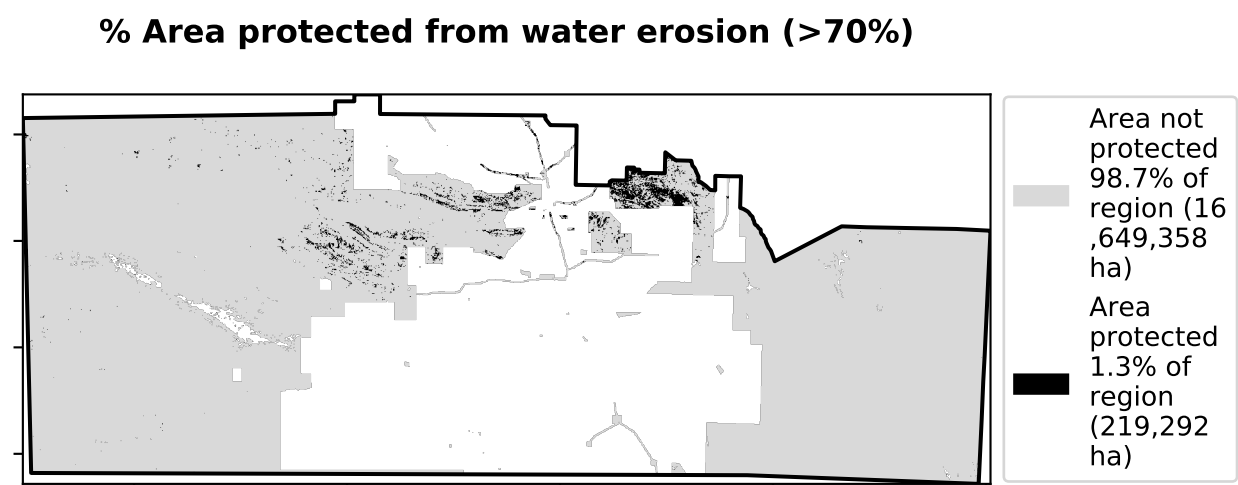 % Area protected from water erosion (>70%)
Area not
protected
98.7% of
region (16
,649,358
ha)
Area
protected
1.3% of
region
(219,292
ha)